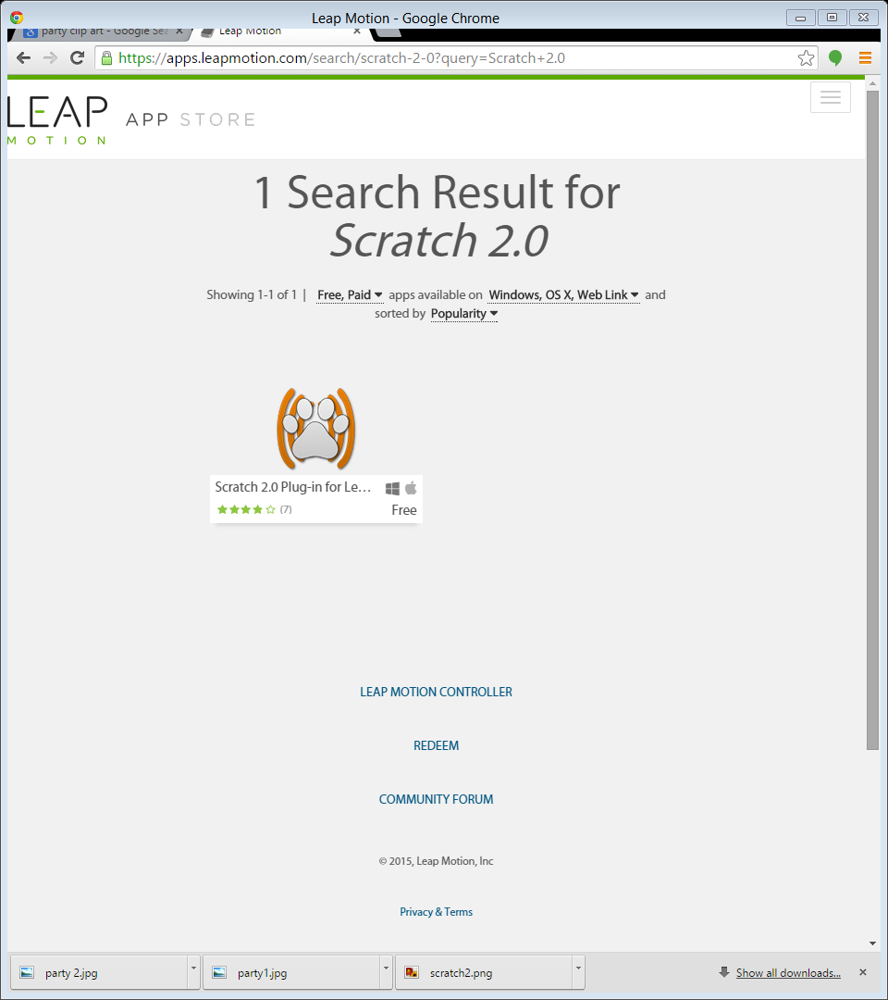 Leap Motion - Google Chrome
party clip art - Google Sea
Leap Motion
https://apps.leapmotion.com/search/scratch-2-0?query=Scratch+2.0
LEAP
MOTION
APP STORE
1 Search Result for
Scratch 2.0
Showing 1-1 of 1 | Free, Paid apps available on Windows, OS X, Web Link and
sorted by Popularity
Scratch 2.0 Plug-in for Le...
(7) Free
LEAP MOTION CONTROLLER
REDEEM
COMMUNITY FORUM
© 2015, Leap Motion, Inc
Privacy & Terms
party 2.jpg
party1.jpg
scratch2.png
Show all downloads...